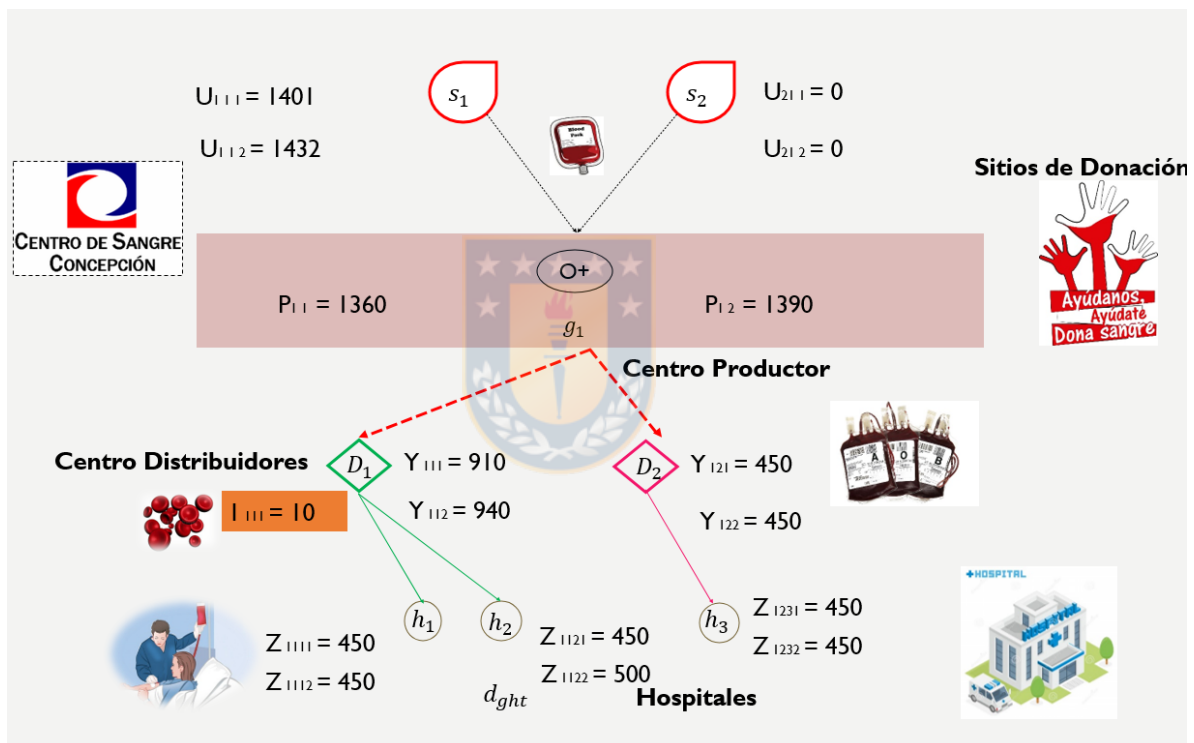 U111 = 1401
s1
s2
U211 = 0
U112 = 1432
Blood Pack
U212 = 0
Sitios de Donación
CENTRO DE SANGRE
CONCEPCIÓN
O+
P11 = 1360
P12 = 1390
g1
Ayúdanos,
Ayúdate
Dona sangre
Centro Productor
Centro Distribuidores
D1
Y111 = 910
D2
Y121 = 450
A
O
B
I111 = 10
Y112 = 940
Y122 = 450
+HOSPITAL
h1
h2
h3
Z1231 = 450
Z1111 = 450
Z1121 = 450
Z1232 = 450
Z1112 = 450
Z1122 = 500
dght
Hospitales